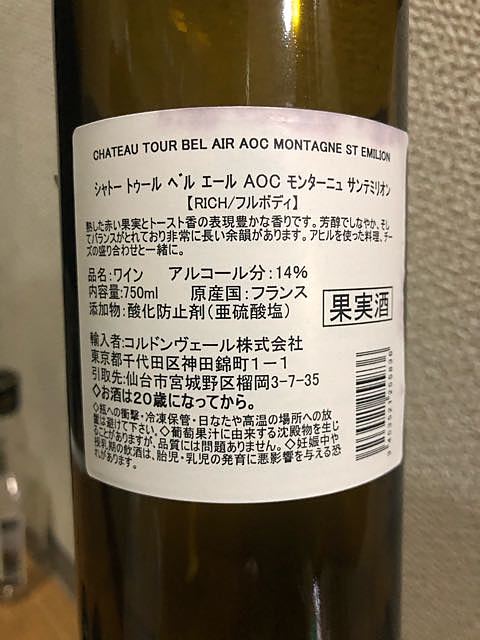 CHATEAU TOUR BEL AIR AOC MONTAGNE ST EMILION
シャトー トゥール ベル エール AOC モンターニュ サンテミリオン
【RICH/フルボディ】
熟した赤い果実とトースト香の表現豊かな香りです。芳醇でしなやか、そし
てバランスがとれており非常に長い余韻があります。アヒルを使った料理、チー
ズの盛り合わせと一緒に。
品名:ワイン アルコール分:14%
内容量:750ml 原産国:フランス
添加物:酸化防止剤(亜硫酸塩)
果実酒
輸入者:コルドンヴェール株式会社
東京都千代田区神田錦町1-1
引取先:仙台市宮城野区榴岡3-7-35
◇お酒は20歳になってから。
◇瓶への衝撃・冷凍保管・日なたや高温の場所への放
置は避けて下さい。◇葡萄果汁に由来する沈殿物を生じ
ることがありますが、品質には問題ありません。◇妊娠中や
授乳期の飲酒は、胎児・乳児の発育に悪影響を与える恐
れがあります。